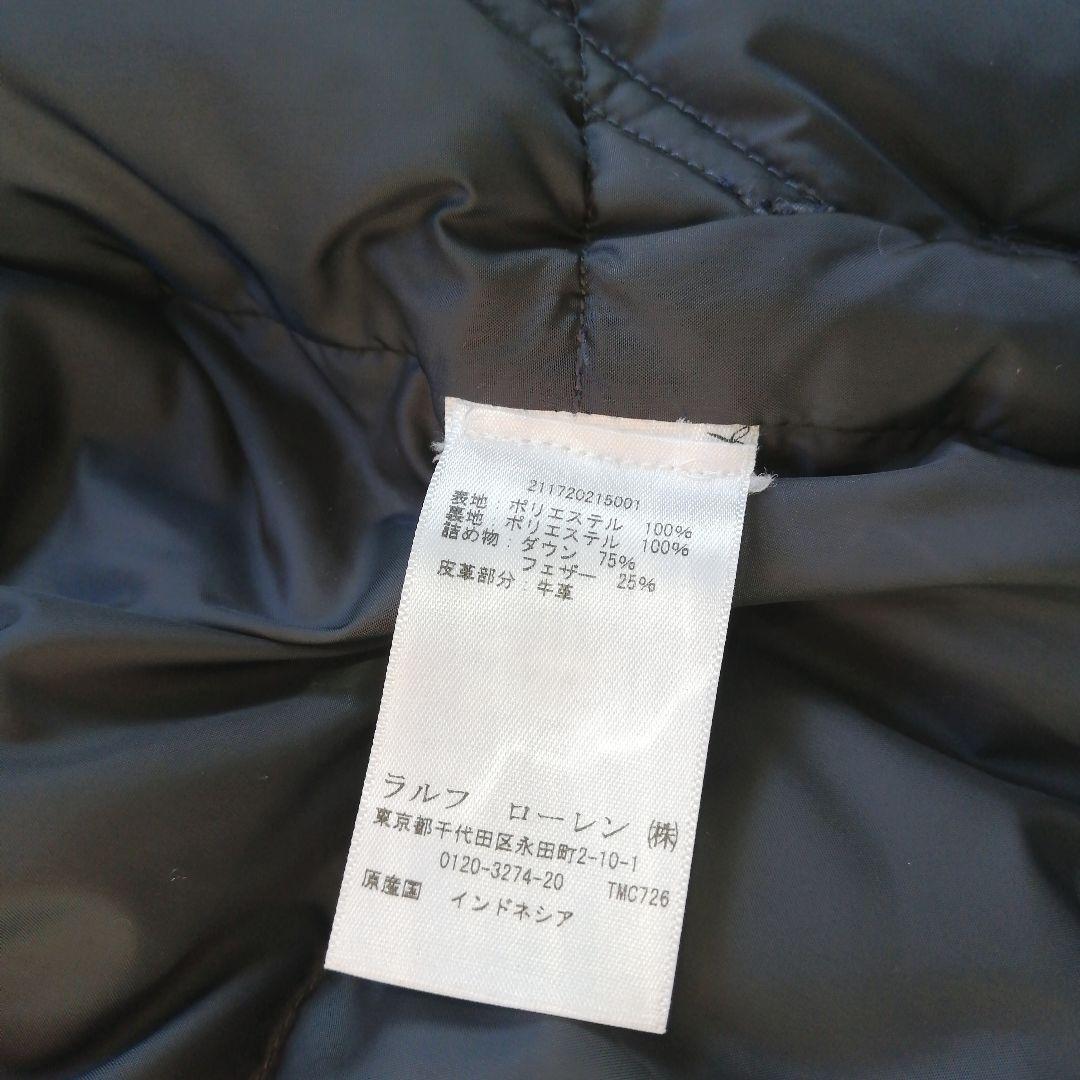 211720215001
表地：ポリエステル 100%
裏地：ポリエステル 100%
詰め物：ダウン 75%
フェザー 25%
皮革部分：牛革
ラルフ ローレン ㈱
東京都千代田区永田町2-10-1
0120-3274-20 TMC726
原産国 インドネシア